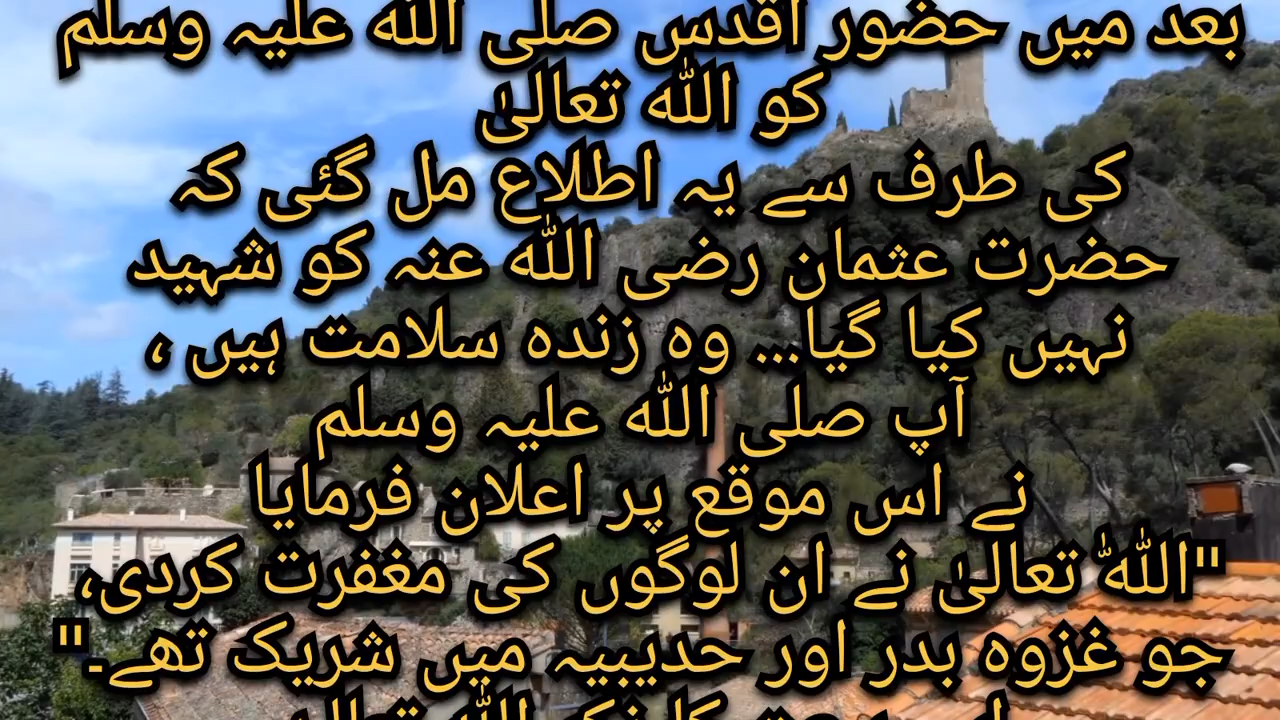 بعد میں حضور اقدس صلی اللہ علیہ وسلم
کو اللہ تعالیٰ
کی طرف سے یہ اطلاع مل گئی کہ
حضرت عثمان رضی اللہ عنہ کو شہید
نہیں کیا گیا... وہ زندہ سلامت ہیں ،
آپ صلی اللہ علیہ وسلم
نے اس موقع پر اعلان فرمایا
"اللہ تعالیٰ نے ان لوگوں کی مغفرت کردی،
جو غزوہ بدر اور حدیبیہ میں شریک تھے۔"